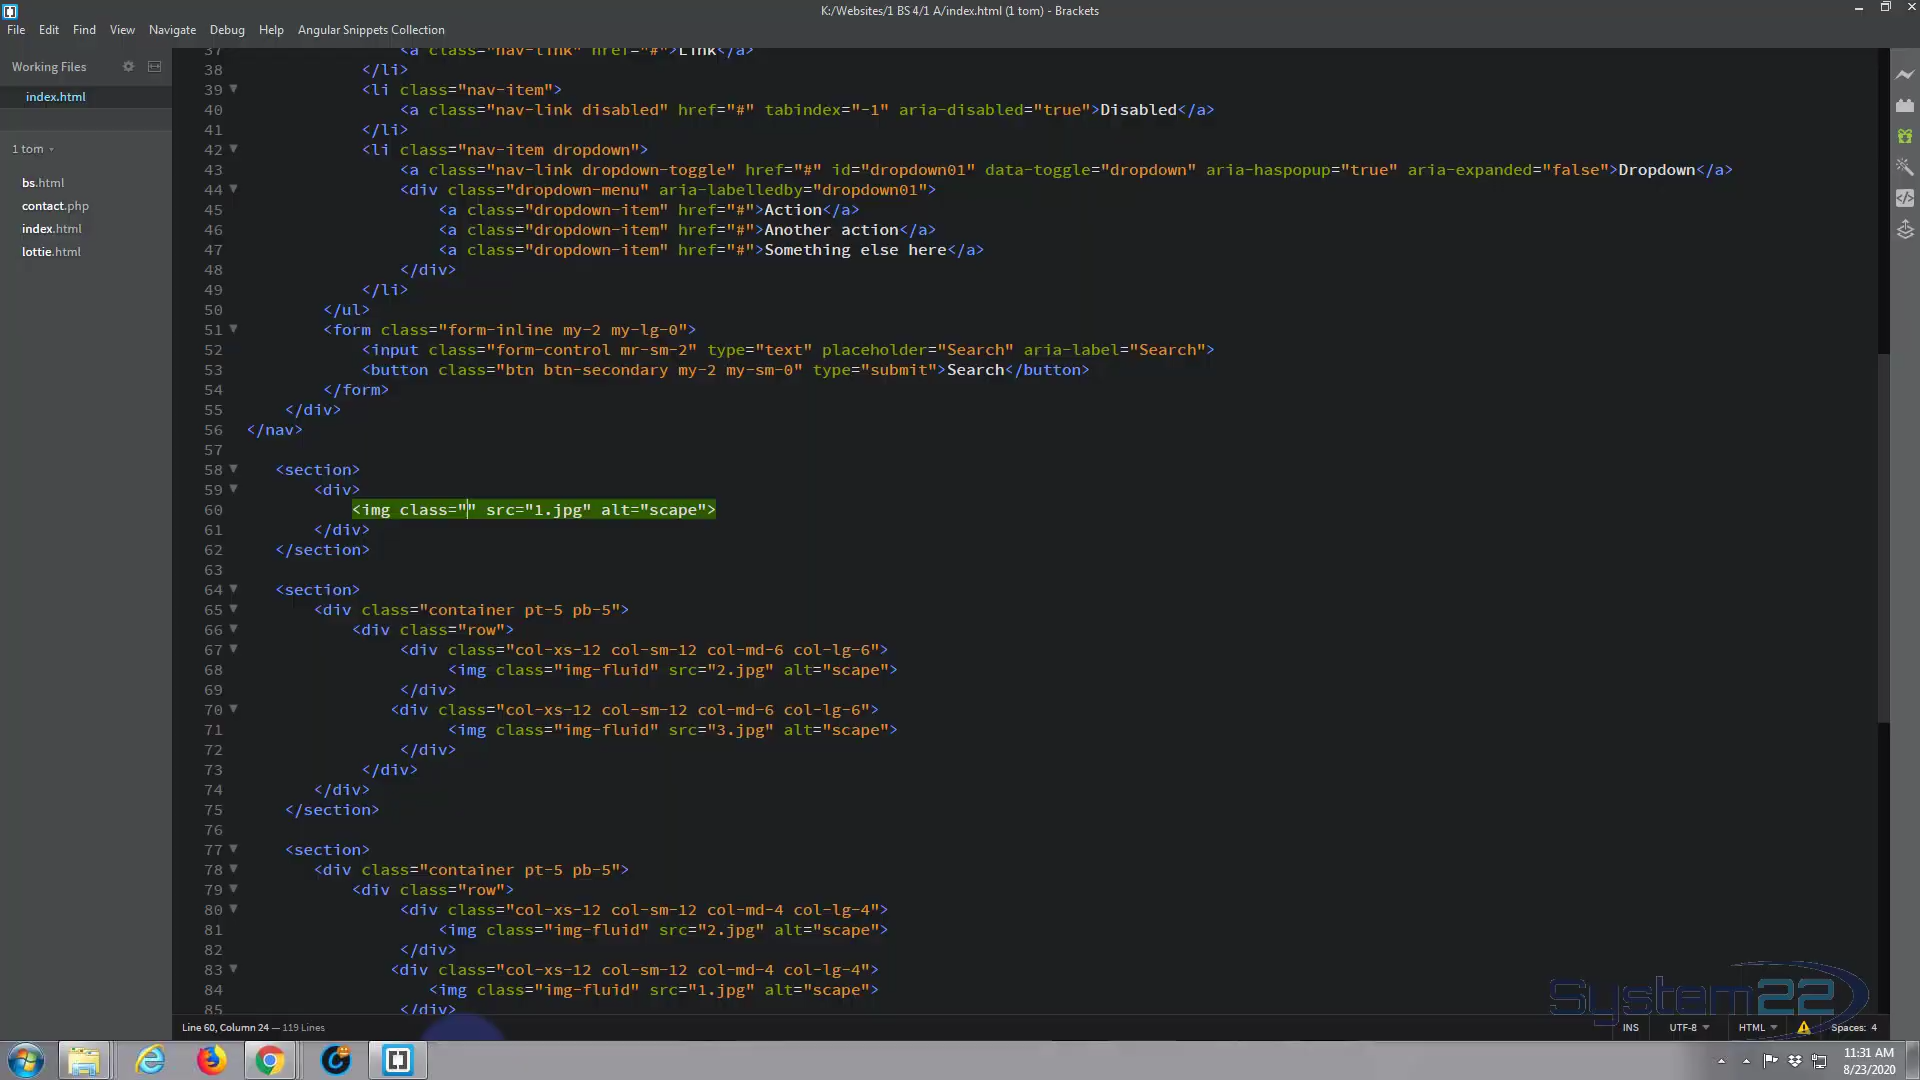 K:/Websites/1 BS 4/1 A/index.html (1 tom) - Brackets
File Edit Find View Navigate Debug Help Angular Snippets Collection
Working Files
index.html
1 tom
bs.html
contact.php
index.html
lottie.html
37 <a class="nav-link" href="#">Link</a>
38 </li>
39 <li class="nav-item">
40 <a class="nav-link disabled" href="#" tabindex="-1" aria-disabled="true">Disabled</a>
41 </li>
42 <li class="nav-item dropdown">
43 <a class="nav-link dropdown-toggle" href="#" id="dropdown01" data-toggle="dropdown" aria-haspopup="true" aria-expanded="false">Dropdown</a>
44 <div class="dropdown-menu" aria-labelledby="dropdown01">
45 <a class="dropdown-item" href="#">Action</a>
46 <a class="dropdown-item" href="#">Another action</a>
47 <a class="dropdown-item" href="#">Something else here</a>
48 </div>
49 </li>
50 </ul>
51 <form class="form-inline my-2 my-lg-0">
52 <input class="form-control mr-sm-2" type="text" placeholder="Search" aria-label="Search">
53 <button class="btn btn-secondary my-2 my-sm-0" type="submit">Search</button>
54 </form>
55 </div>
56 </nav>
57
58 <section>
59 <div>
60 <img class="" src="1.jpg" alt="scape">
61 </div>
62 </section>
63
64 <section>
65 <div class="container pt-5 pb-5">
66 <div class="row">
67 <div class="col-xs-12 col-sm-12 col-md-6 col-lg-6">
68 <img class="img-fluid" src="2.jpg" alt="scape">
69 </div>
70 <div class="col-xs-12 col-sm-12 col-md-6 col-lg-6">
71 <img class="img-fluid" src="3.jpg" alt="scape">
72 </div>
73 </div>
74 </div>
75 </section>
76
77 <section>
78 <div class="container pt-5 pb-5">
79 <div class="row">
80 <div class="col-xs-12 col-sm-12 col-md-4 col-lg-4">
81 <img class="img-fluid" src="2.jpg" alt="scape">
82 </div>
83 <div class="col-xs-12 col-sm-12 col-md-4 col-lg-4">
84 <img class="img-fluid" src="1.jpg" alt="scape">
85 </div>
System22
Line 60, Column 24 — 119 Lines
INS UTF-8 HTML Spaces: 4
11:31 AM
8/23/2020